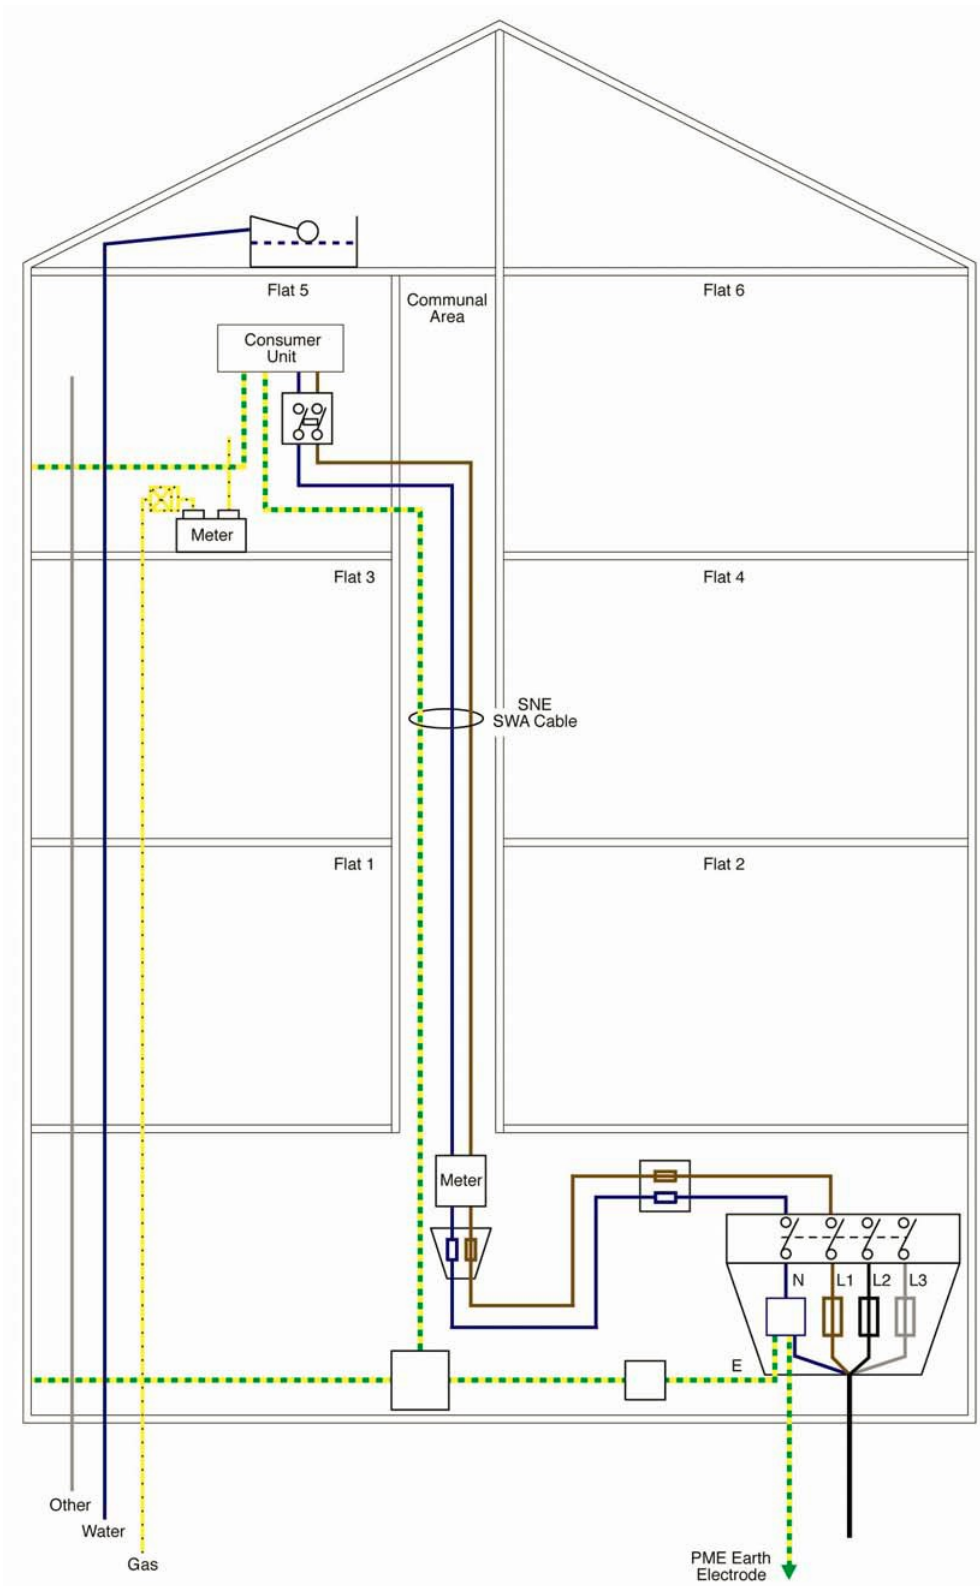 Flat 5
Communal
Area
Flat 6
Consumer
Unit
Meter
Flat 3
Flat 4
SNE
SWA Cable
Flat 1
Flat 2
Meter
N
L1
L2
L3
E
Other
Water
Gas
PME Earth
Electrode